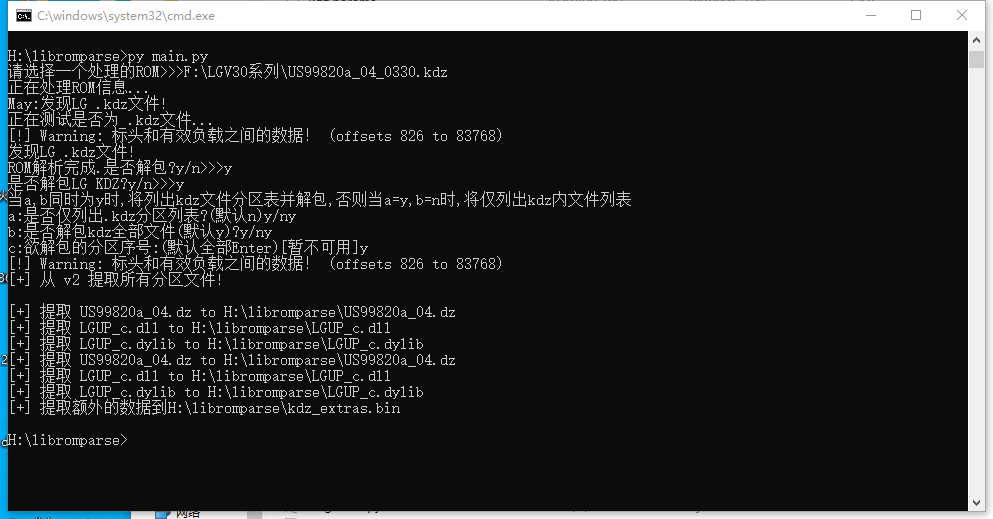 C:\windows\system32\cmd.exe
H:\libromparse>py main.py
请选择一个处理的ROM>>>F:\LGV30系列\US99820a_04_0330.kdz
正在处理ROM信息...
May:发现LG .kdz文件!
正在测试是否为 .kdz文件...
[!] Warning: 标头和有效负载之间的数据! (offsets 826 to 83768)
发现LG .kdz文件!
ROM解析完成.是否解包?y/n>>>y
是否解包LG KDZ?y/n>>>y
当a,b同时为y时,将列出kdz文件分区表并解包,否则当a=y,b=n时,将仅列出kdz内文件列表
a:是否仅列出.kdz分区列表?(默认n)y/ny
b:是否解包kdz全部文件(默认y)?y/ny
c:欲解包的分区序号:(默认全部Enter)[暂不可用]y
[!] Warning: 标头和有效负载之间的数据! (offsets 826 to 83768)
[+] 从 v2 提取所有分区文件!
[+] 提取 US99820a_04.dz to H:\libromparse\US99820a_04.dz
[+] 提取 LGUP_c.dll to H:\libromparse\LGUP_c.dll
[+] 提取 LGUP_c.dylib to H:\libromparse\LGUP_c.dylib
[+] 提取 US99820a_04.dz to H:\libromparse\US99820a_04.dz
[+] 提取 LGUP_c.dll to H:\libromparse\LGUP_c.dll
[+] 提取 LGUP_c.dylib to H:\libromparse\LGUP_c.dylib
[+] 提取额外的数据到H:\libromparse\kdz_extras.bin
H:\libromparse>
网络